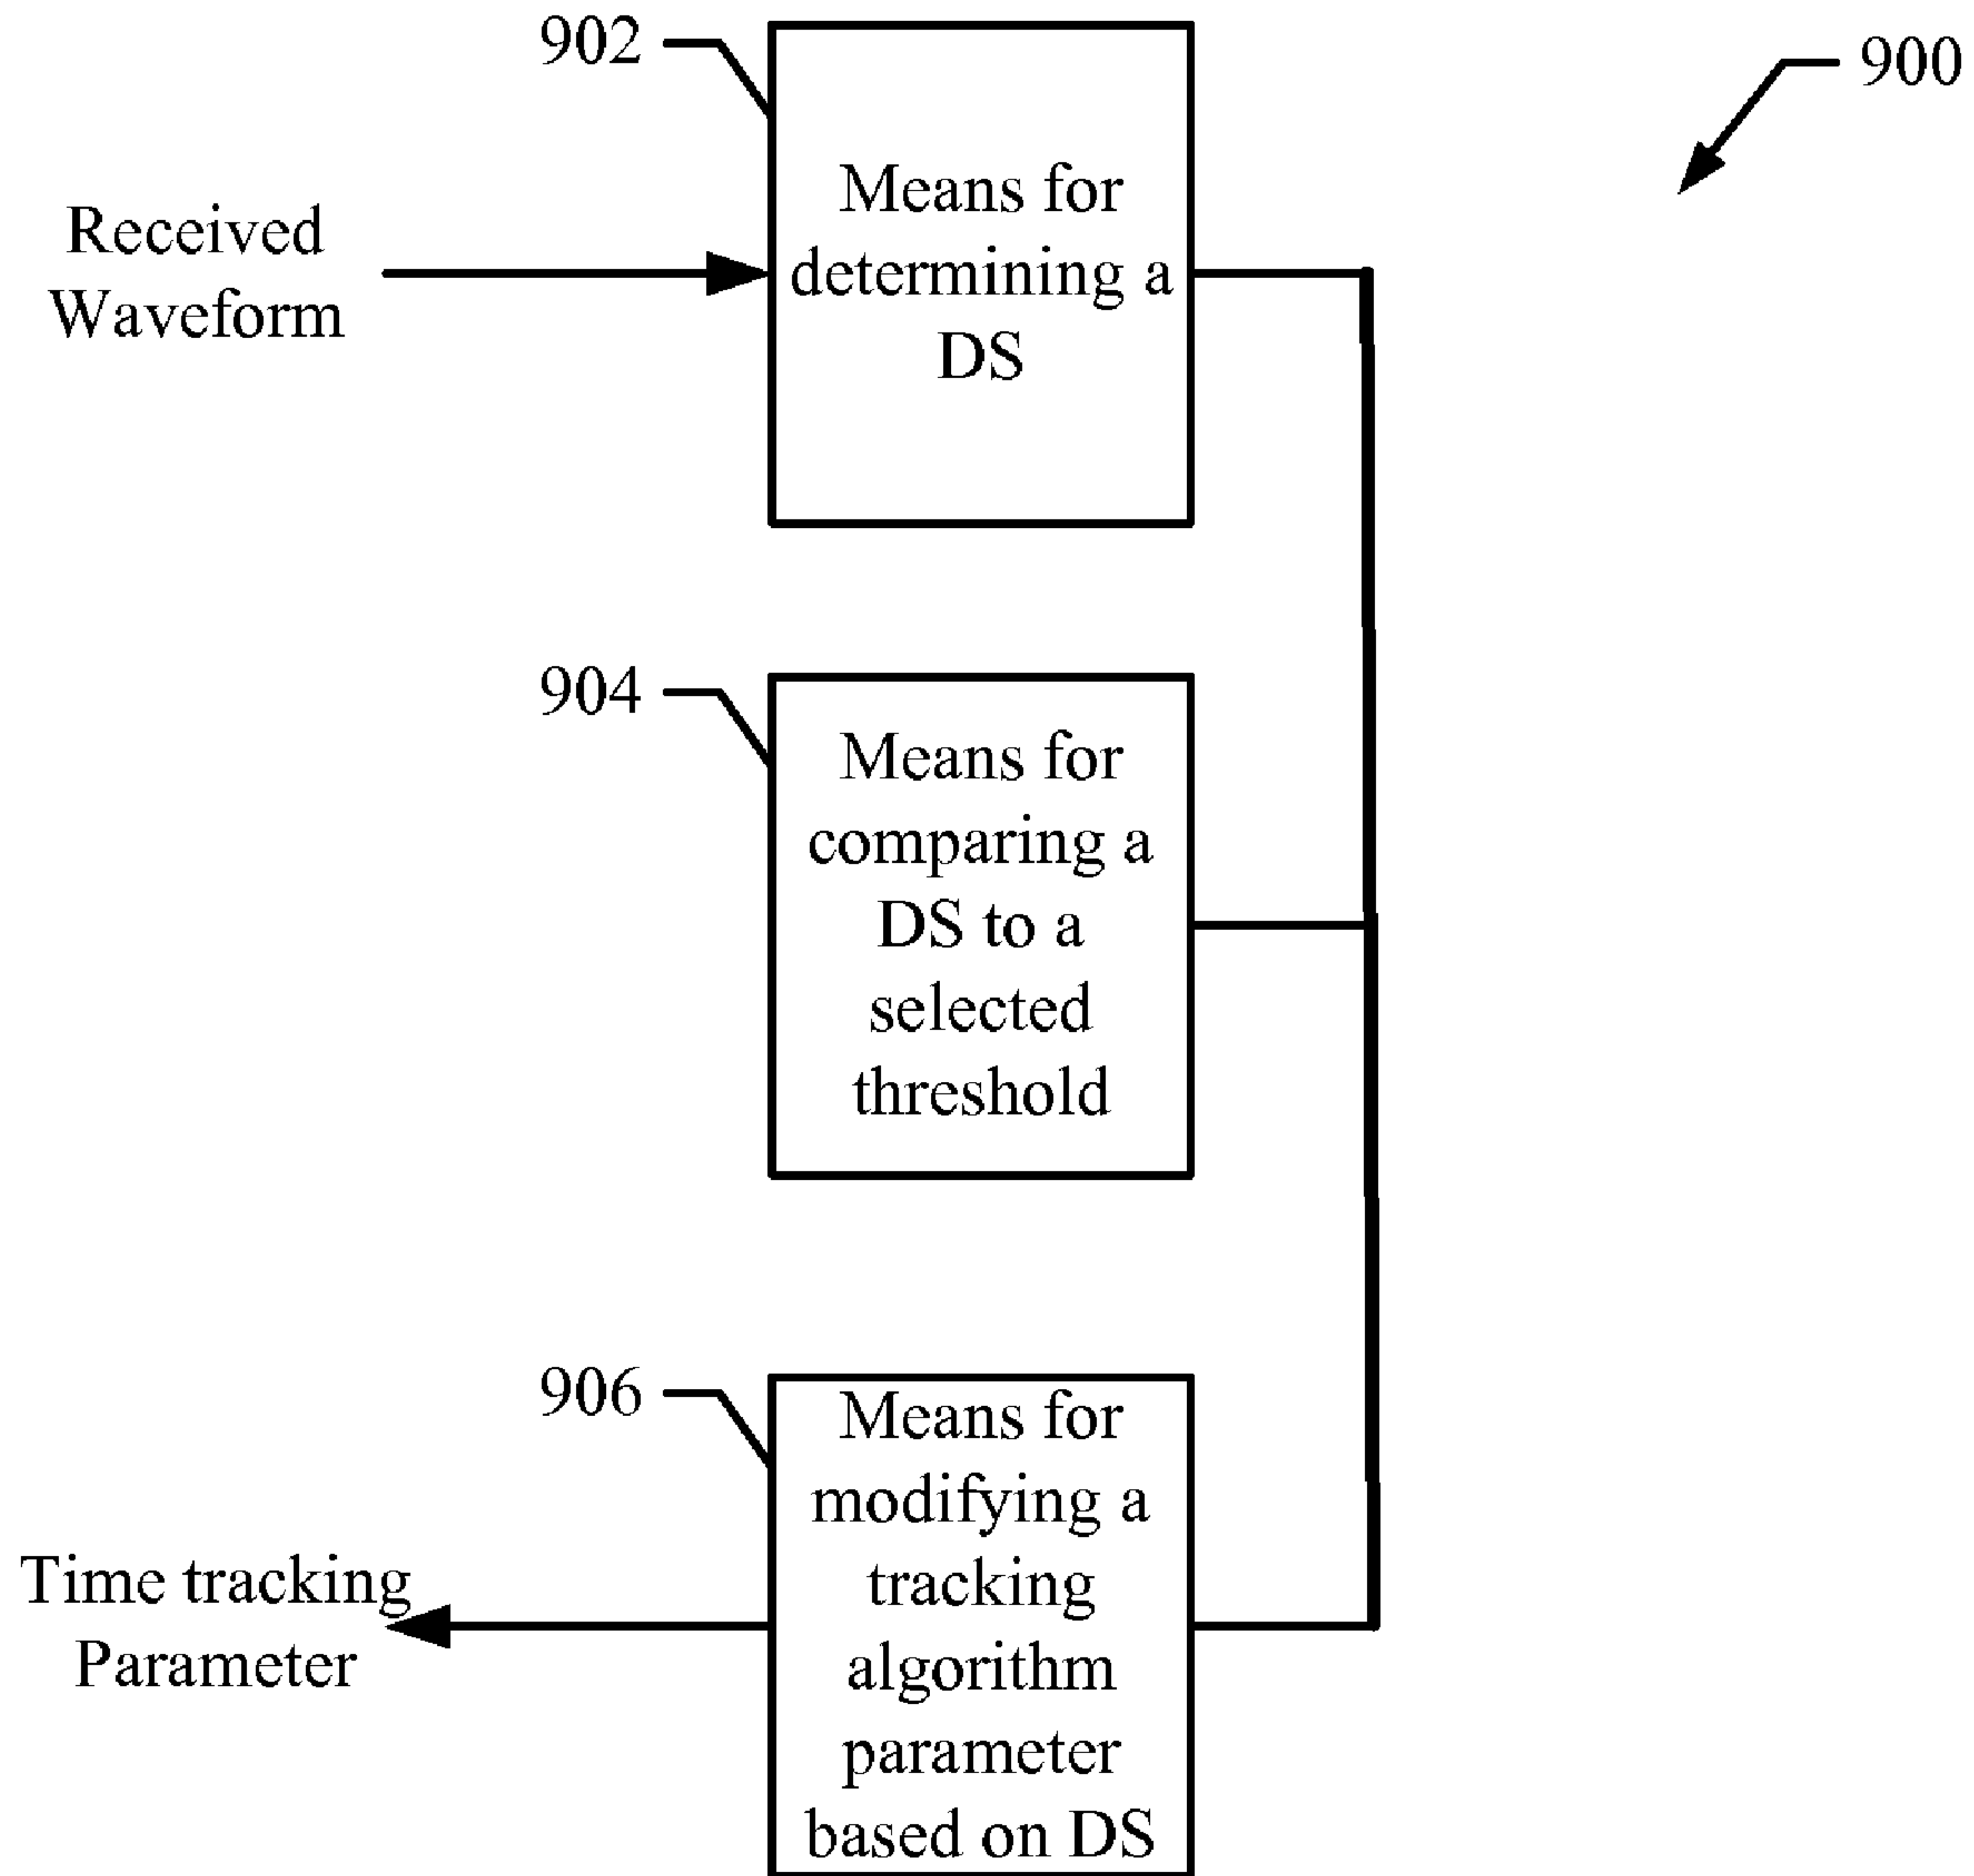 902
900
Received
Waveform
Means for
determining a
DS
904
Means for
comparing a
DS to a
selected
threshold
906
Means for
modifying a
tracking
algorithm
parameter
based on DS
Time tracking
Parameter